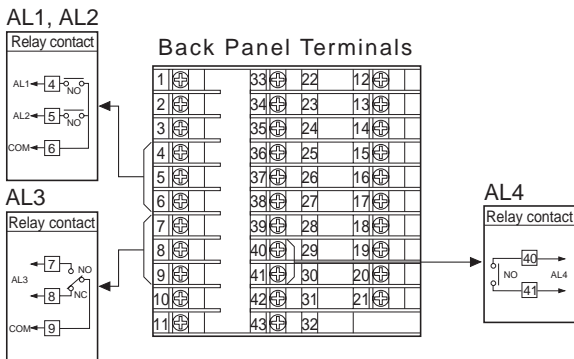 AL1, AL2
Relay contact
AL1 4 NO
AL2 5 NO
COM 6
AL3
Relay contact
7 NO
AL3
8 NC
COM 9
Back Panel Terminals
1 33 22 12
2 34 23 13
3 35 24 14
4 36 25 15
5 37 26 16
6 38 27 17
7 39 28 18
8 40 29 19
9 41 30 20
10 42 31 21
11 43 32
AL4
Relay contact
40
NO AL4
41